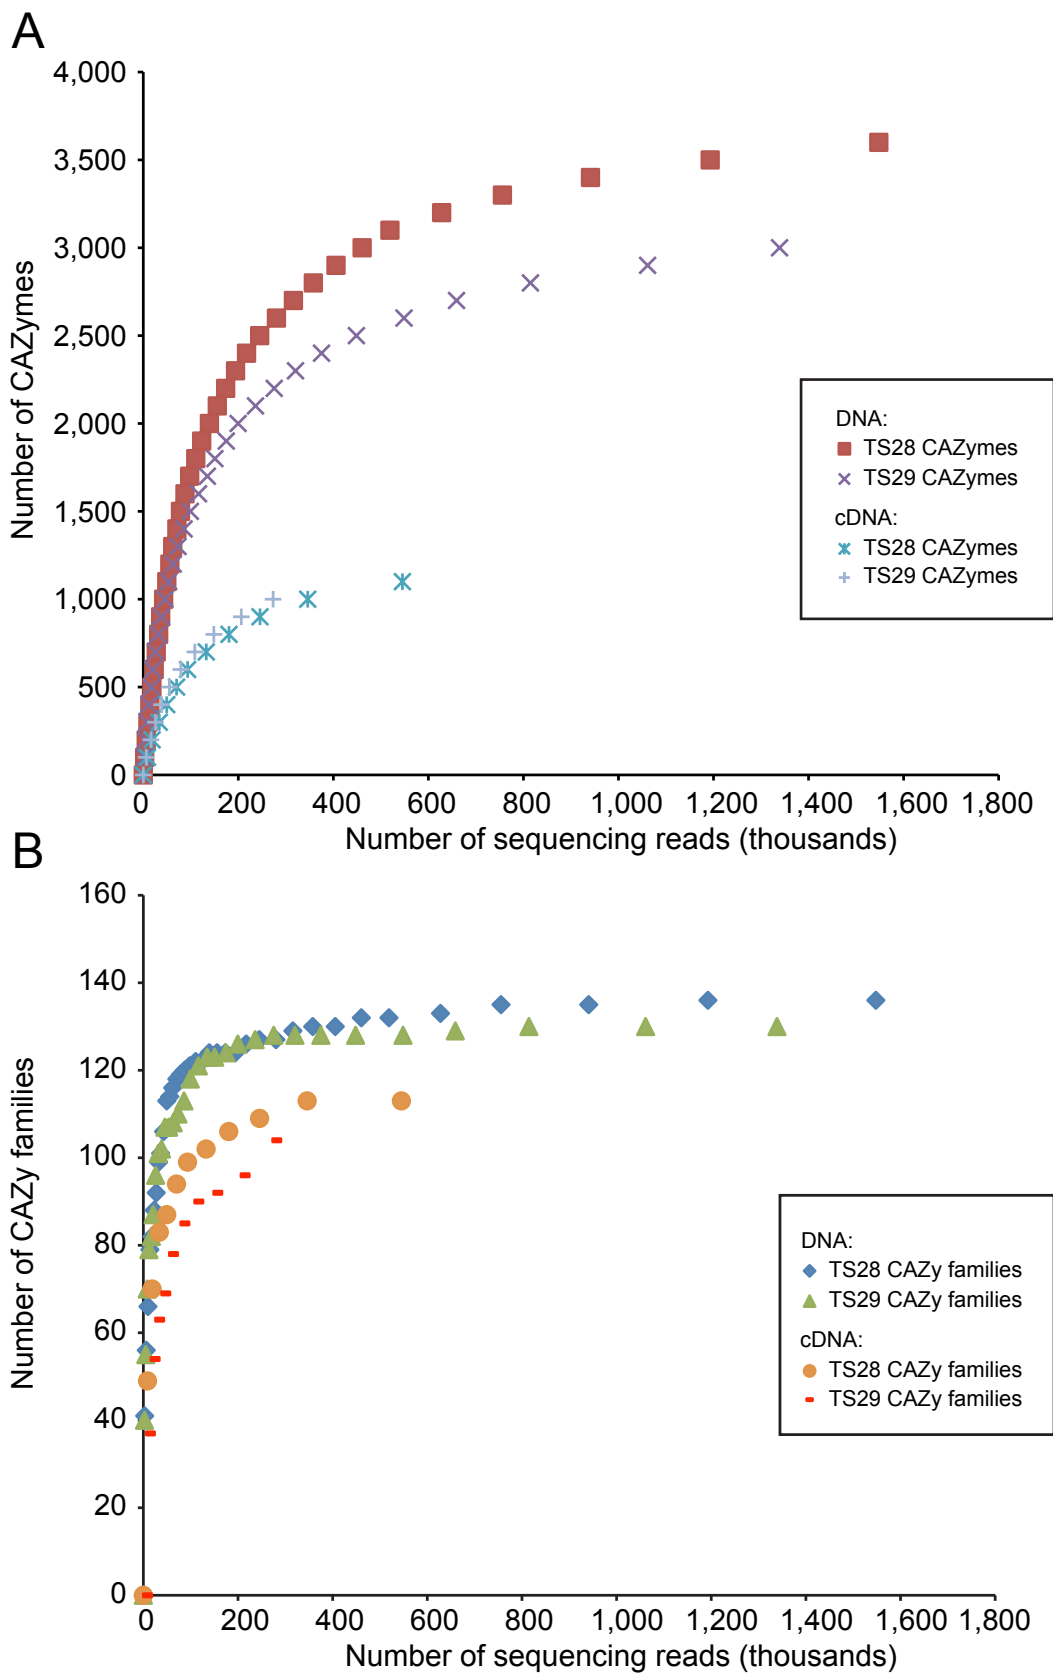 A
4,000
3,500
3,000
2,500
2,000
1,500
1,000
500
0
Number of CAZymes
0 200 400 600 800 1,000 1,200 1,400 1,600 1,800
Number of sequencing reads (thousands)
DNA:
TS28 CAZymes
TS29 CAZymes
cDNA:
TS28 CAZymes
TS29 CAZymes
B
160
140
120
100
80
60
40
20
0
Number of CAZy families
0 200 400 600 800 1,000 1,200 1,400 1,600 1,800
Number of sequencing reads (thousands)
DNA:
TS28 CAZy families
TS29 CAZy families
cDNA:
TS28 CAZy families
TS29 CAZy families